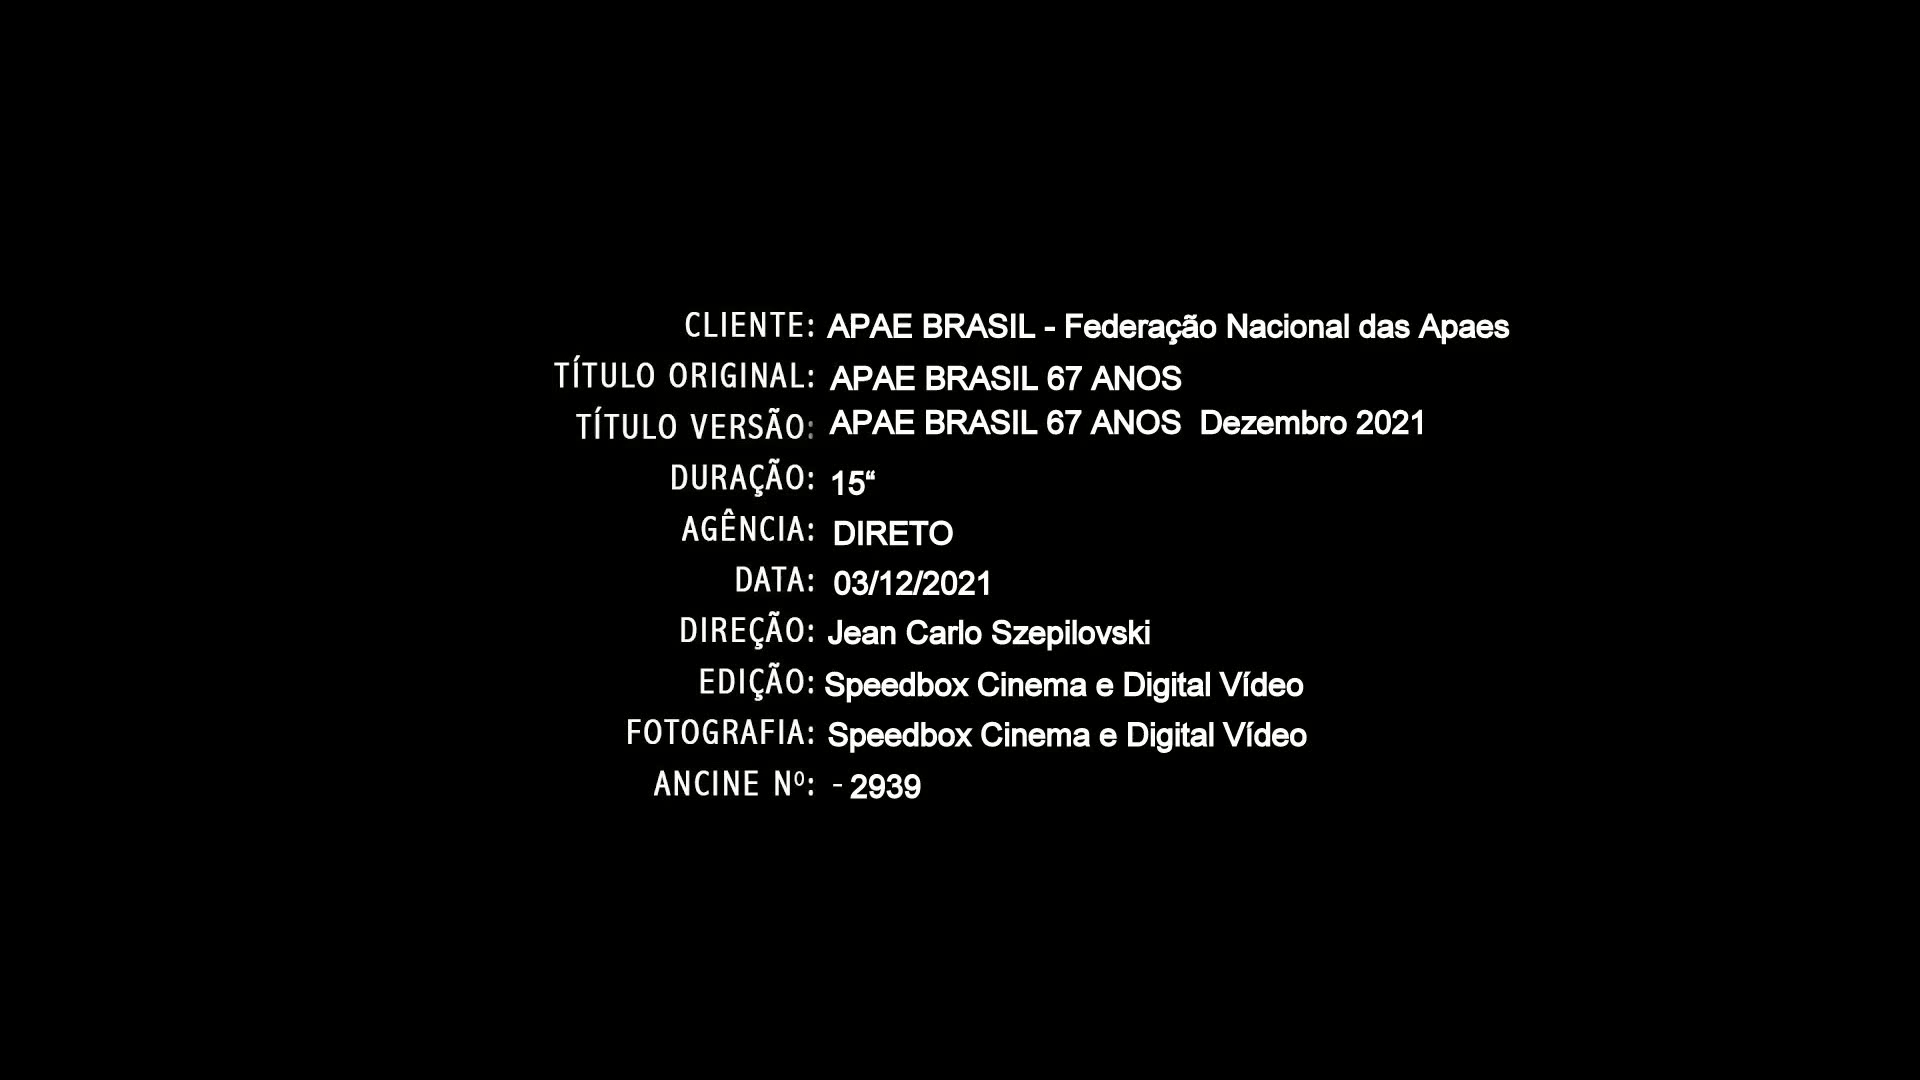 CLIENTE: APAE BRASIL - Federação Nacional das Apaes
TÍTULO ORIGINAL: APAE BRASIL 67 ANOS
TÍTULO VERSÃO: APAE BRASIL 67 ANOS  Dezembro 2021
DURAÇÃO: 15“
AGÊNCIA: DIRETO
DATA: 03/12/2021
DIREÇÃO: Jean Carlo Szepilovski
EDIÇÃO: Speedbox Cinema e Digital Vídeo
FOTOGRAFIA: Speedbox Cinema e Digital Vídeo
ANCINE Nº: - 2939